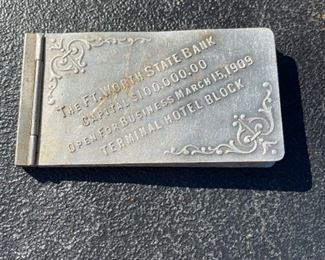 THE FT. WORTH STATE BANK
CAPITAL $100,000.00
OPEN FOR BUSINESS MARCH 15, 1909
TERMINAL HOTEL BLOCK